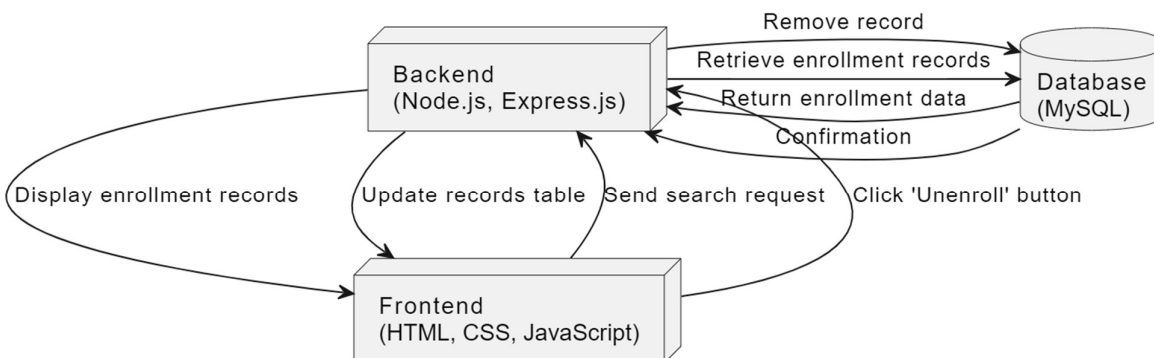 Remove record
Backend
(Node.js, Express.js)
Retrieve enrollment records
Database
(MySQL)
Return enrollment data
Confirmation
Display enrollment records
Update records table
Send search request
Click 'Unenroll' button
Frontend
(HTML, CSS, JavaScript)